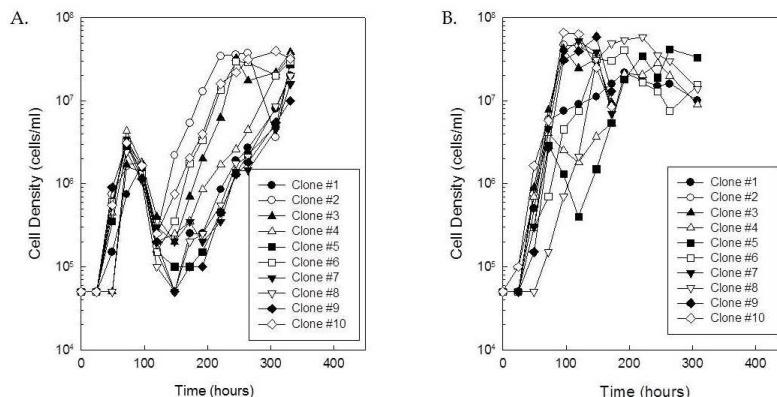 A.
10⁸
10⁷
10⁶
10⁵
10⁴
Cell Density (cells/ml)
Clone #1
Clone #2
Clone #3
Clone #4
Clone #5
Clone #6
Clone #7
Clone #8
Clone #9
Clone #10
0
100
200
300
400
Time (hours)
B.
10⁸
10⁷
10⁶
10⁵
10⁴
Cell Density (cells/ml)
Clone #1
Clone #2
Clone #3
Clone #4
Clone #5
Clone #6
Clone #7
Clone #8
Clone #9
Clone #10
0
100
200
300
400
Time (hours)